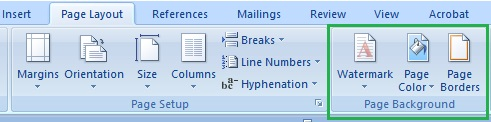 Insert Page Layout References Mailings Review View Acrobat
Margins Orientation Size Columns
Breaks
Line Numbers
bc Hyphenation
a-
Watermark Page Color Page Borders
Page Setup Page Background